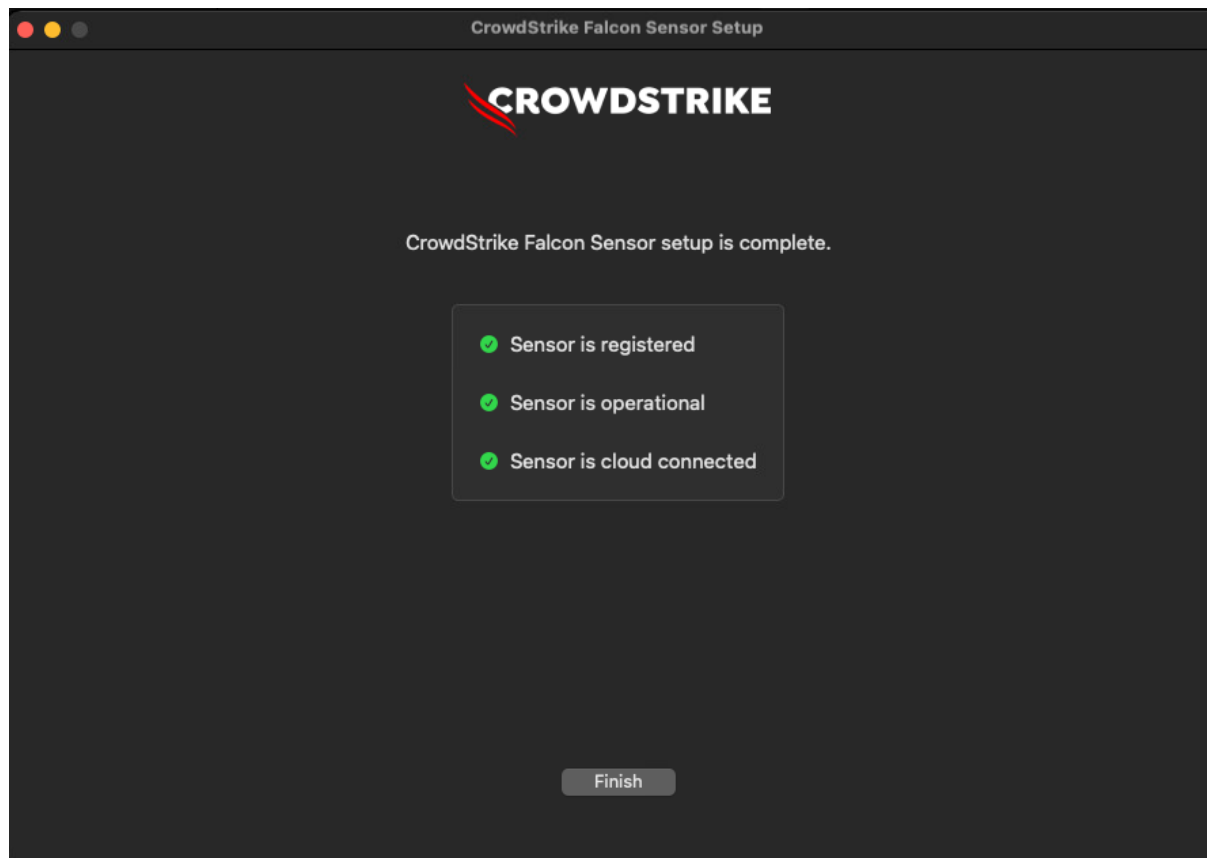 CrowdStrike Falcon Sensor Setup
CROWDSTRIKE
CrowdStrike Falcon Sensor setup is complete.
Sensor is registered
Sensor is operational
Sensor is cloud connected
Finish